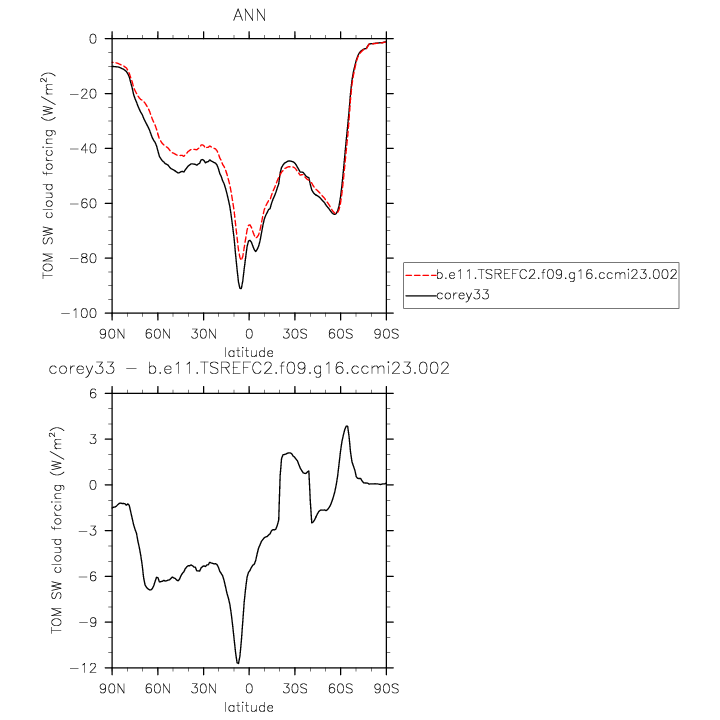 ANN
TOM SW cloud forcing (W/m²)
0
−20
−40
−60
−80
−100
90N 60N 30N 0 30S 60S 90S
latitude
b.e11.TSREFC2.f09.g16.ccmi23.002
corey33
corey33 − b.e11.TSREFC2.f09.g16.ccmi23.002
TOM SW cloud forcing (W/m²)
6
3
0
−3
−6
−9
−12
90N 60N 30N 0 30S 60S 90S
latitude